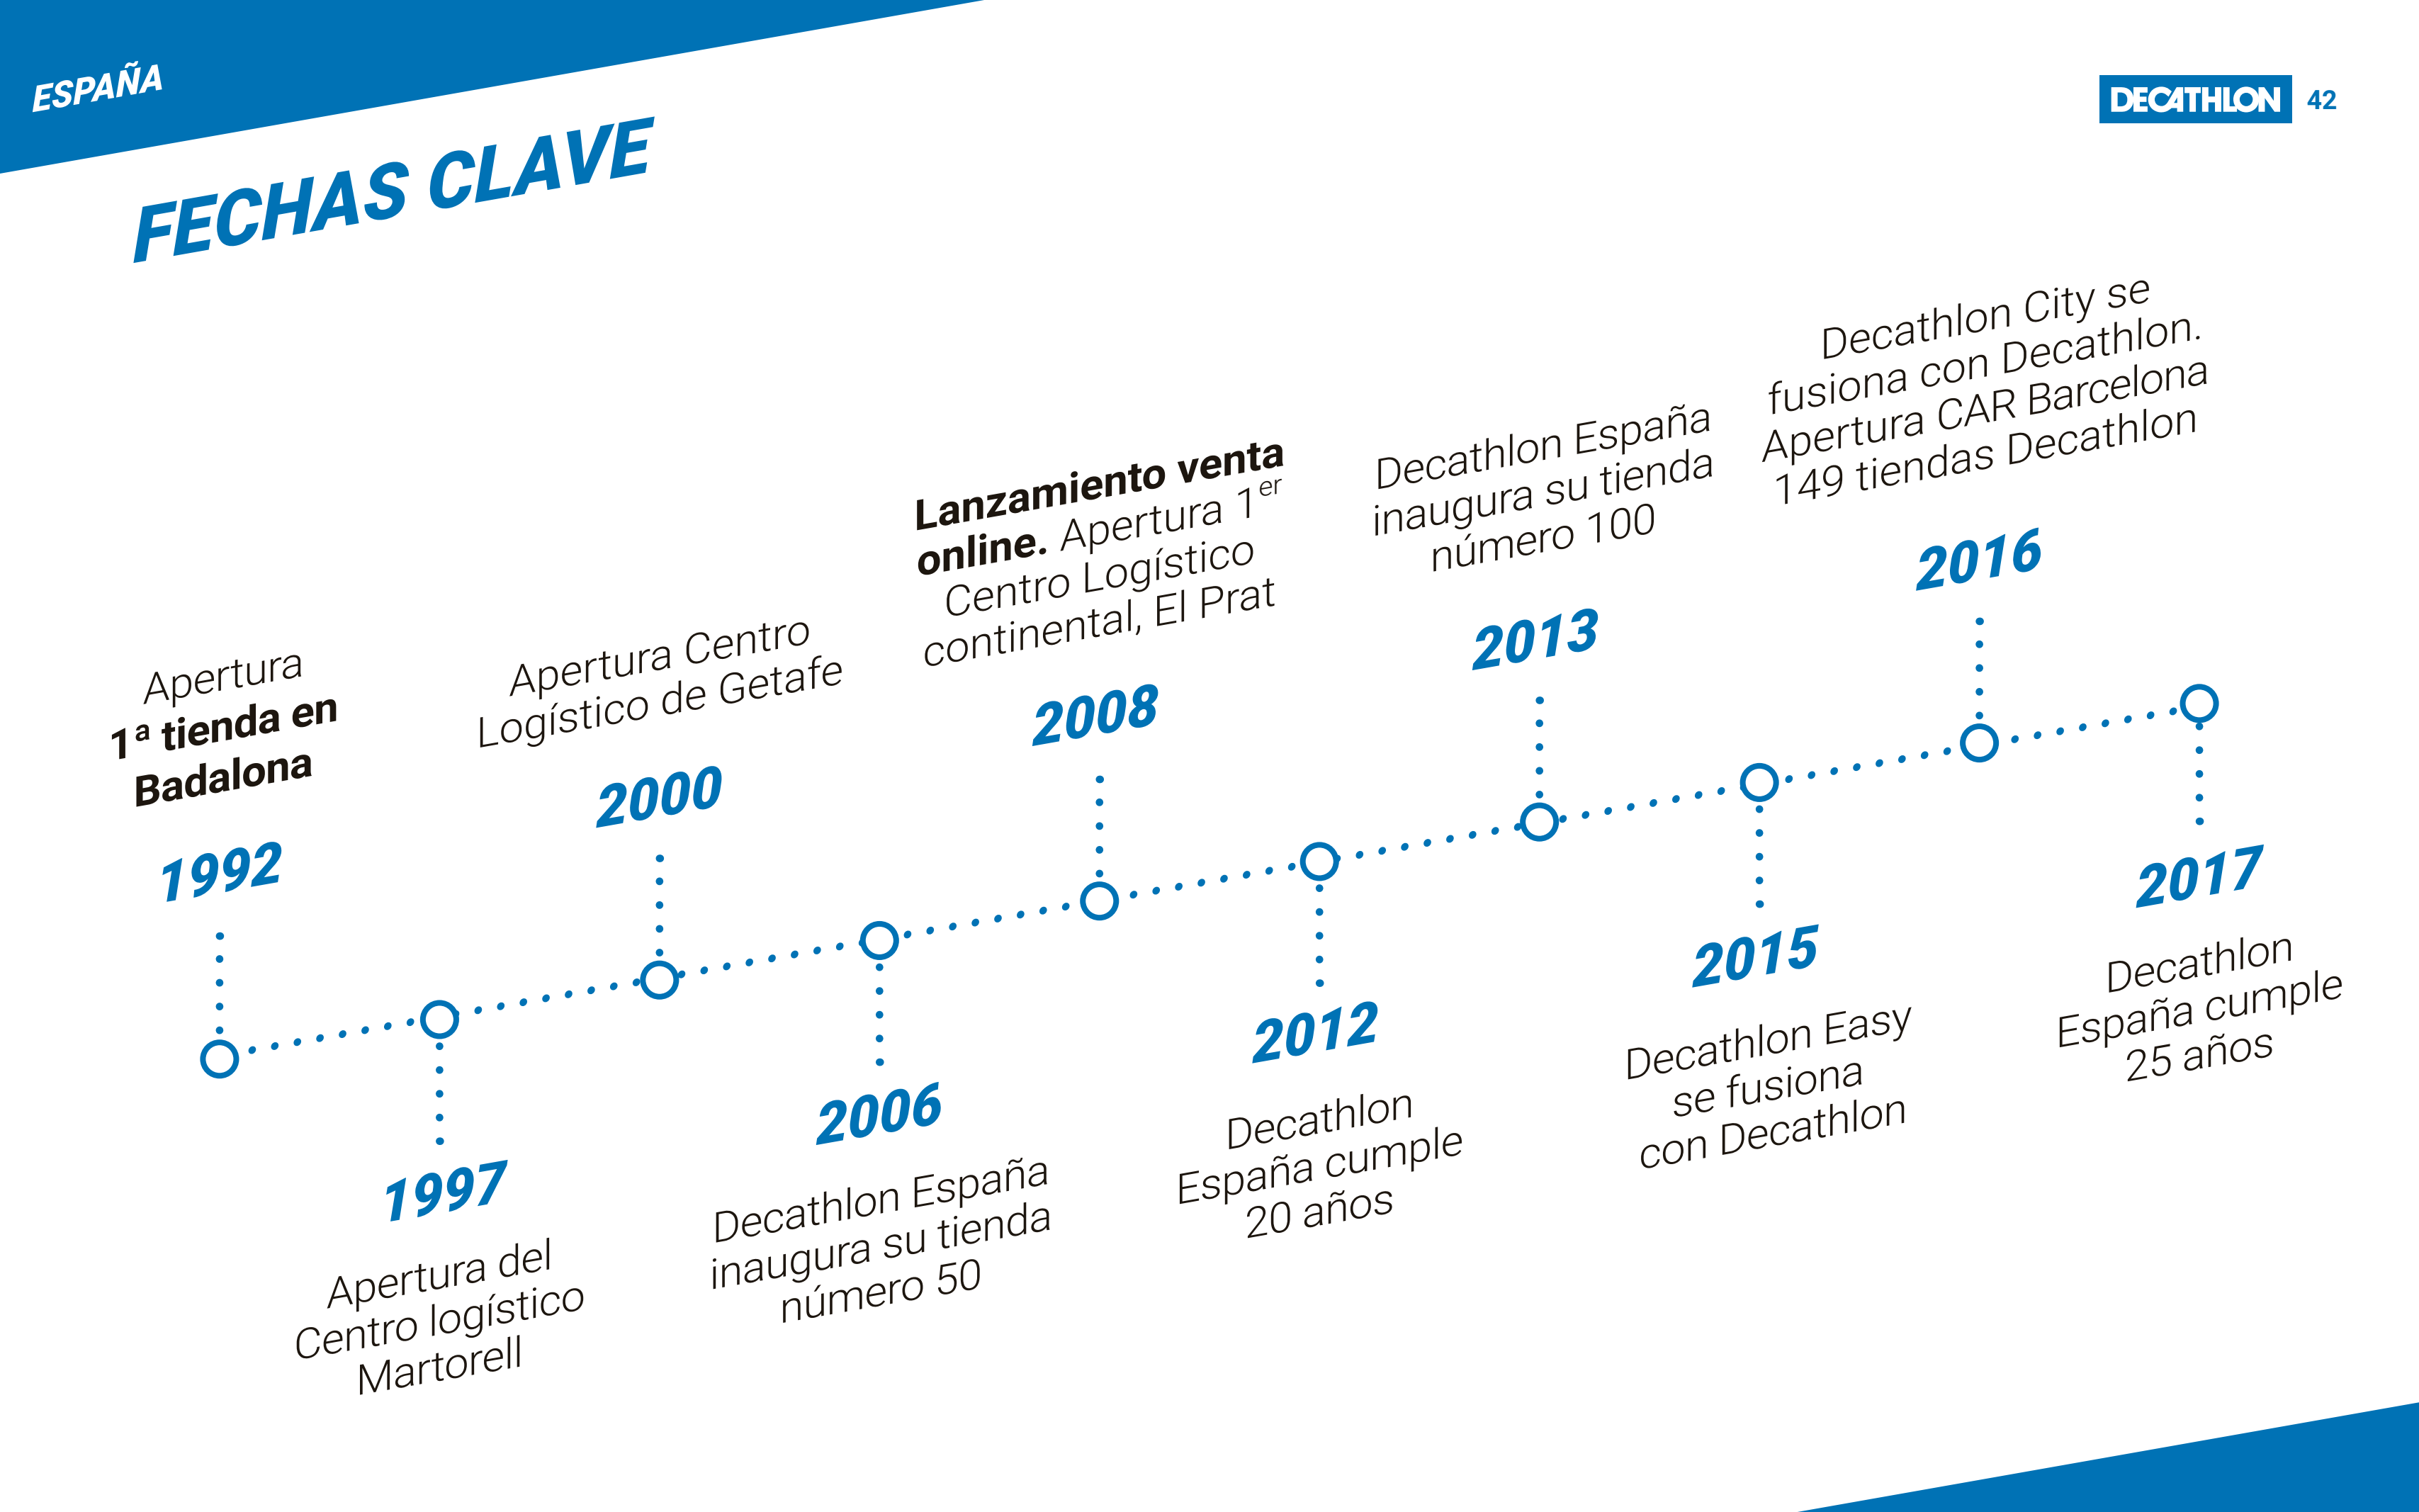 ESPAÑA
DECATHLON 42
FECHAS CLAVE
Apertura
1ª tienda en
Badalona
1992
1997
Apertura del
Centro logístico
Martorell
Apertura Centro
Logístico de Getafe
2000
2006
Decathlon España
inaugura su tienda
número 50
Lanzamiento venta
online. Apertura 1er
Centro Logístico
continental, El Prat
2008
2012
Decathlon
España cumple
20 años
Decathlon España
inaugura su tienda
número 100
2013
2015
Decathlon Easy
se fusiona
con Decathlon
Decathlon City se
fusiona con Decathlon.
Apertura CAR Barcelona
149 tiendas Decathlon
2016
2017
Decathlon
España cumple
25 años